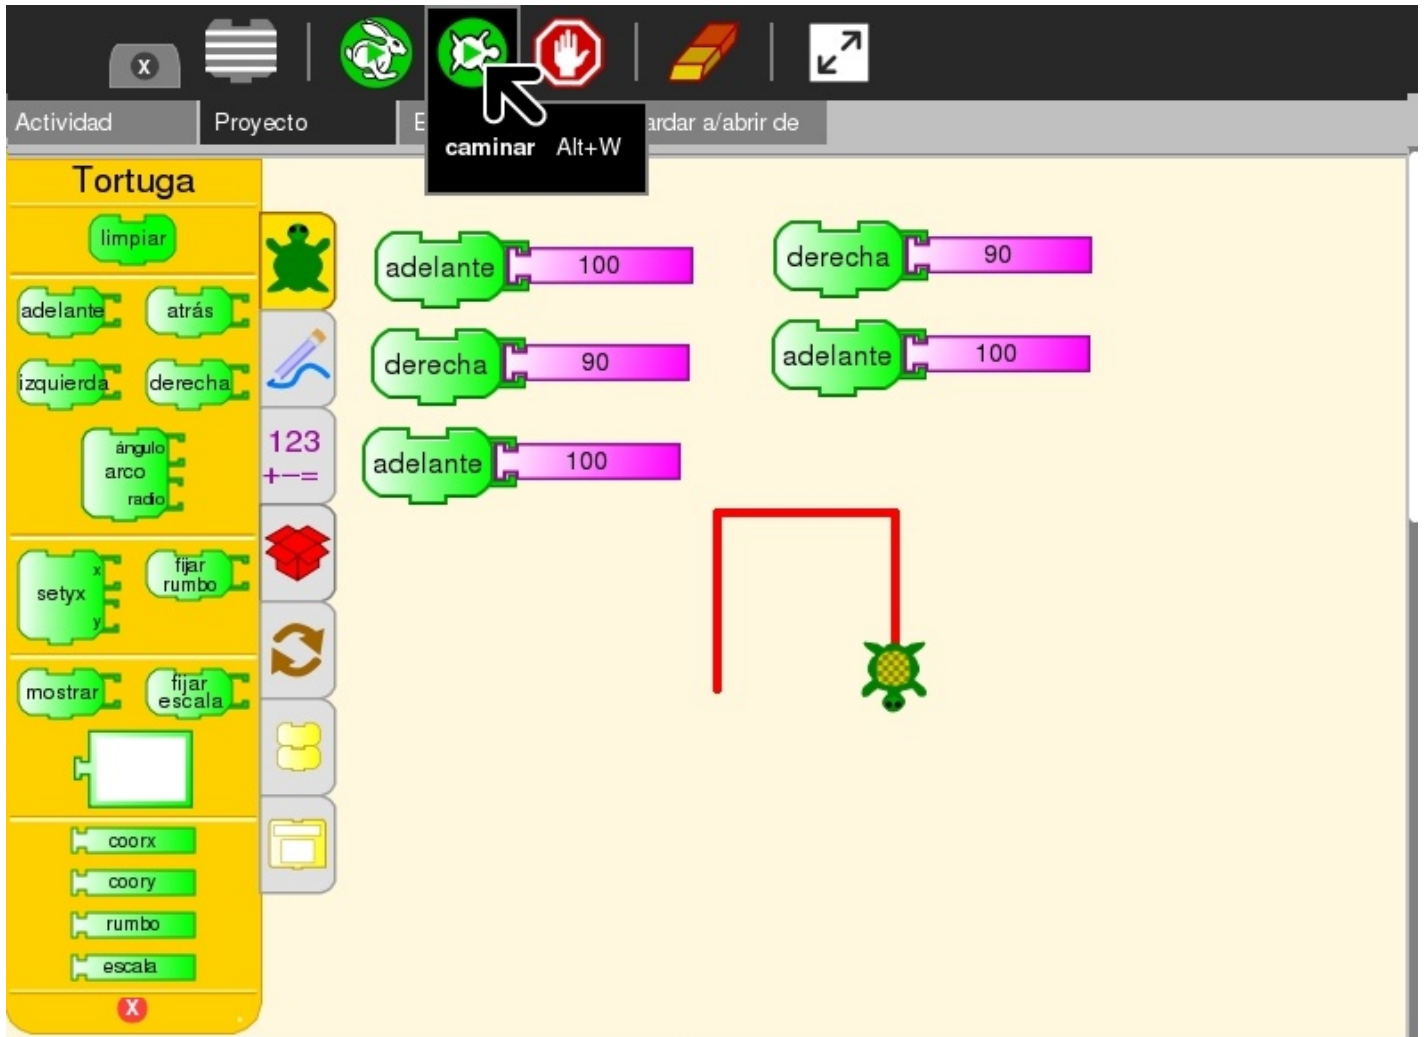 X
Actividad
Proyecto
E
ardar a/abrir de
caminar Alt+W
Tortuga
limpiar
adelante
atrás
izquierda
derecha
ángulo
arco
radio
x
setyx
y
fijar
rumbo
mostrar
fijar
escala
coorx
coory
rumbo
escala
X
123
+−=
adelante 100
derecha 90
adelante 100
derecha 90
adelante 100